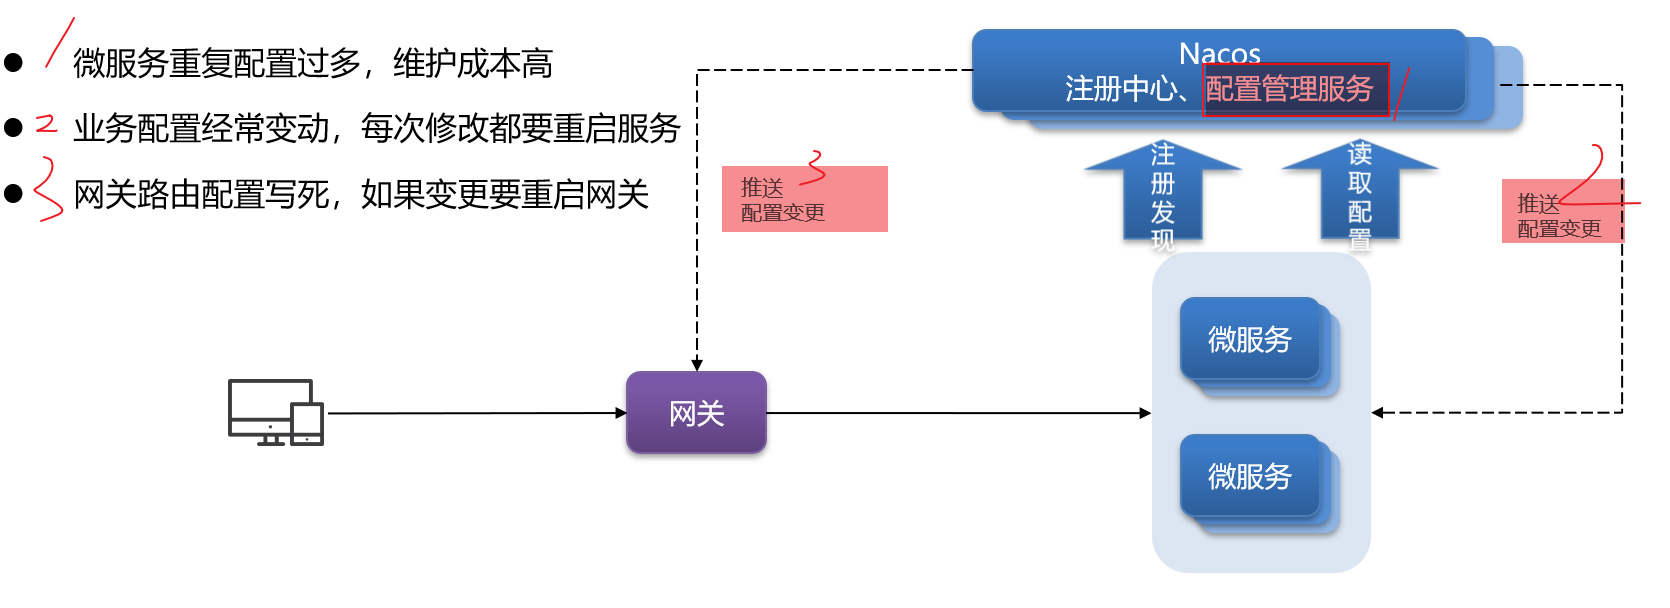 1 微服务重复配置过多，维护成本高
2 业务配置经常变动，每次修改都要重启服务
3 网关路由配置写死，如果变更要重启网关
Nacos
注册中心、配置管理服务 1
3
推送
配置变更
注
册
发
现
读
取
配
置
2
推送
配置变更
微服务
网关
微服务